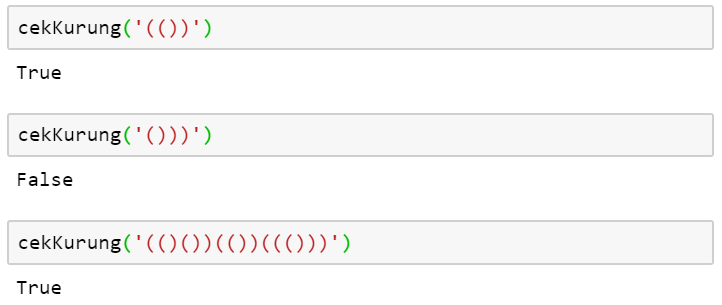 cekKurung('(())')
True
cekKurung('()))')
False
cekKurung('(()())(())((()))')
True